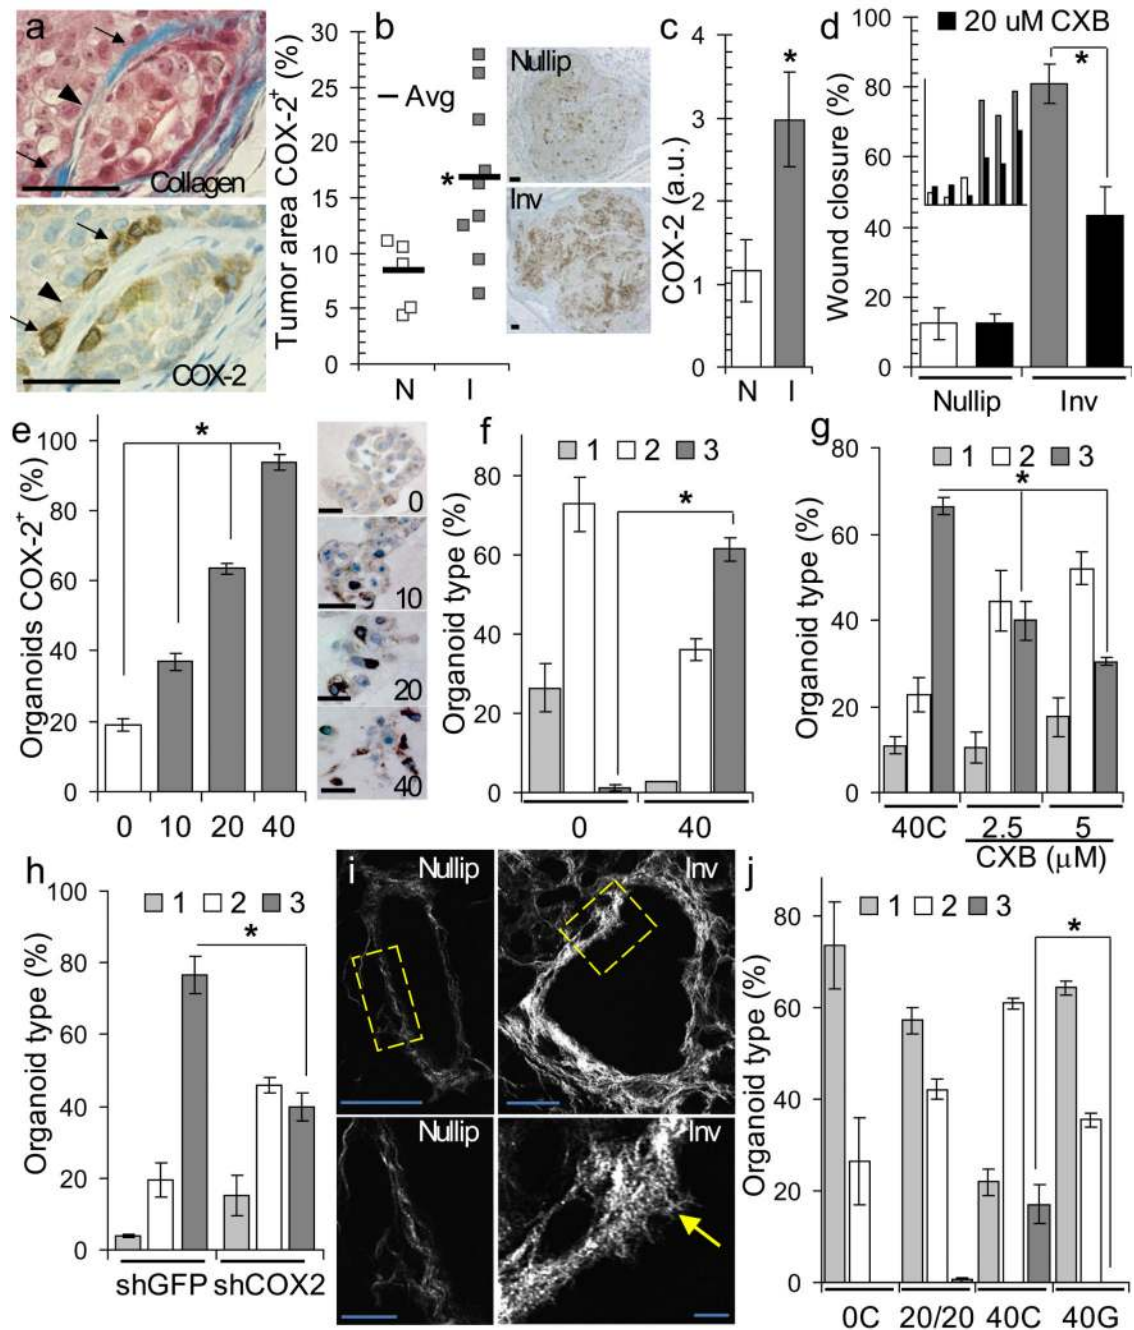 a
Collagen
COX-2
b
Tumor area COX-2+ (%)
30
25
20
15
10
5
0
Avg
*
N I
Nullip
Inv
c
COX-2 (a.u.)
4
3
2
1
0
*
N I
d
20 uM CXB
Wound closure (%)
100
80
60
40
20
0
*
Nullip Inv
e
Organoids COX-2+ (%)
100
80
60
40
20
0
*
0 10 20 40
0
10
20
40
f
1 2 3
Organoid type (%)
80
60
40
20
0
*
0 40
g
1 2 3
Organoid type (%)
80
60
40
20
0
*
40C 2.5 5
CXB (μM)
h
1 2 3
Organoid type (%)
100
80
60
40
20
0
*
shGFP shCOX2
i
Nullip
Inv
Nullip
Inv
j
1 2 3
Organoid type (%)
80
60
40
20
0
*
0C 20/20 40C 40G